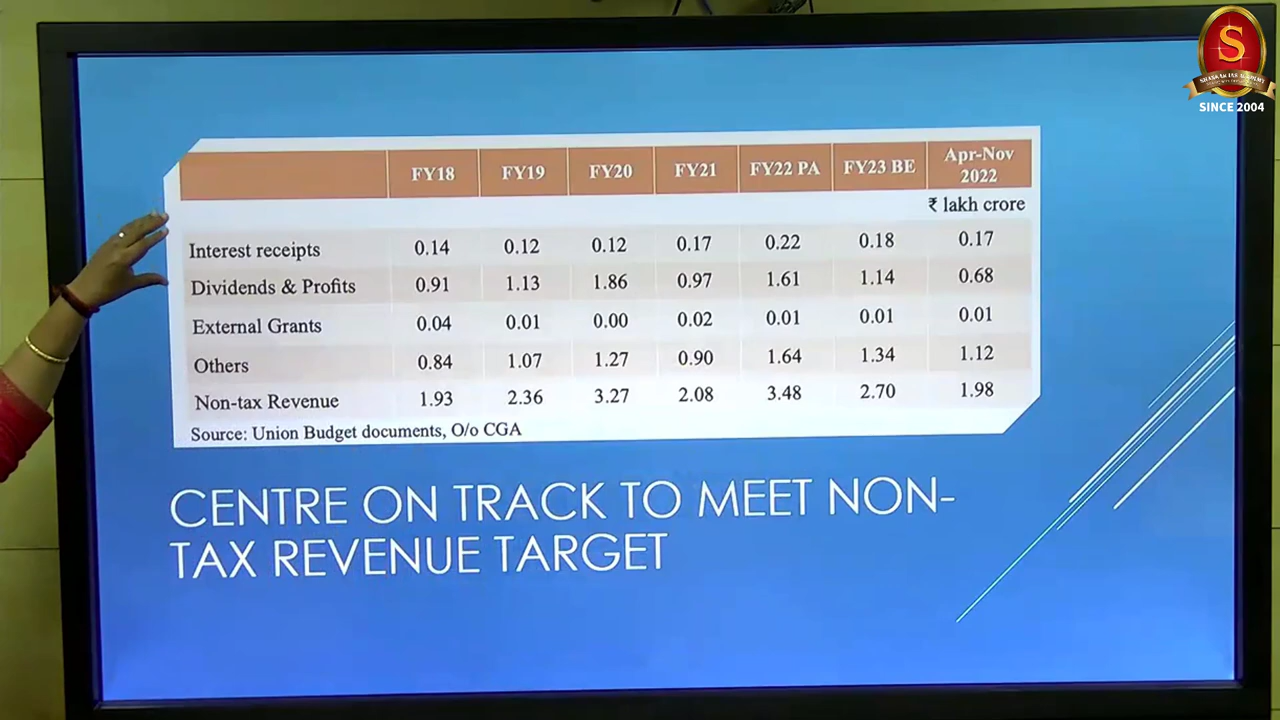 S
SHANKAR IAS ACADEMY
SINCE 2004
FY18 FY19 FY20 FY21 FY22 PA FY23 BE Apr-Nov 2022
₹ lakh crore
Interest receipts 0.14 0.12 0.12 0.17 0.22 0.18 0.17
Dividends & Profits 0.91 1.13 1.86 0.97 1.61 1.14 0.68
External Grants 0.04 0.01 0.00 0.02 0.01 0.01 0.01
Others 0.84 1.07 1.27 0.90 1.64 1.34 1.12
Non-tax Revenue 1.93 2.36 3.27 2.08 3.48 2.70 1.98
Source: Union Budget documents, O/o CGA
CENTRE ON TRACK TO MEET NON-
TAX REVENUE TARGET